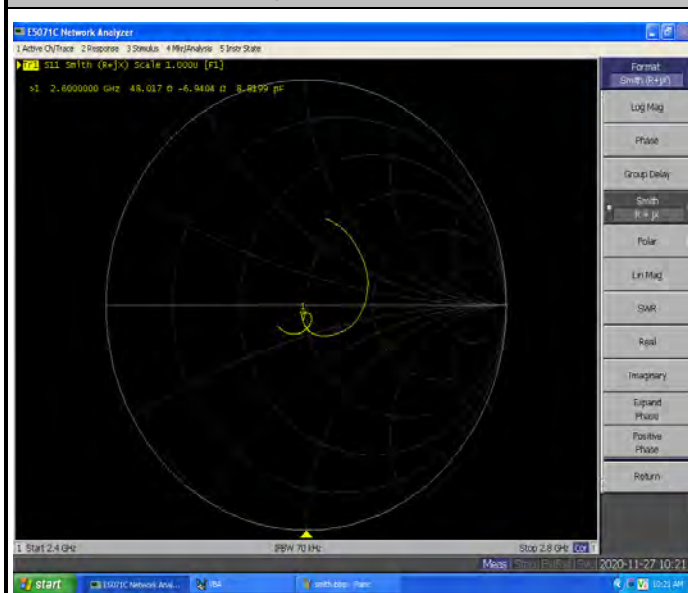 E5071C Network Analyzer
1 Active Ch/Trace 2 Response 3 Stimulus 4 Mkr/Analysis 5 Instr State
Tr1 S11 Smith (R+jX) Scale 1.000U [F1]
>1 2.6000000 GHz 48.017 Ω -6.9404 Ω 8.8199 pF
1
Format
Smith (R+jX)
Log Mag
Phase
Group Delay
Smith
R + jX
Polar
Lin Mag
SWR
Real
Imaginary
Expand
Phase
Positive
Phase
Return
1 Start 2.4 GHz IFBW 70 kHz Stop 2.8 GHz Cor
Meas 2020-11-27 10:21
start E5071C Network Anal... 10:21 AM